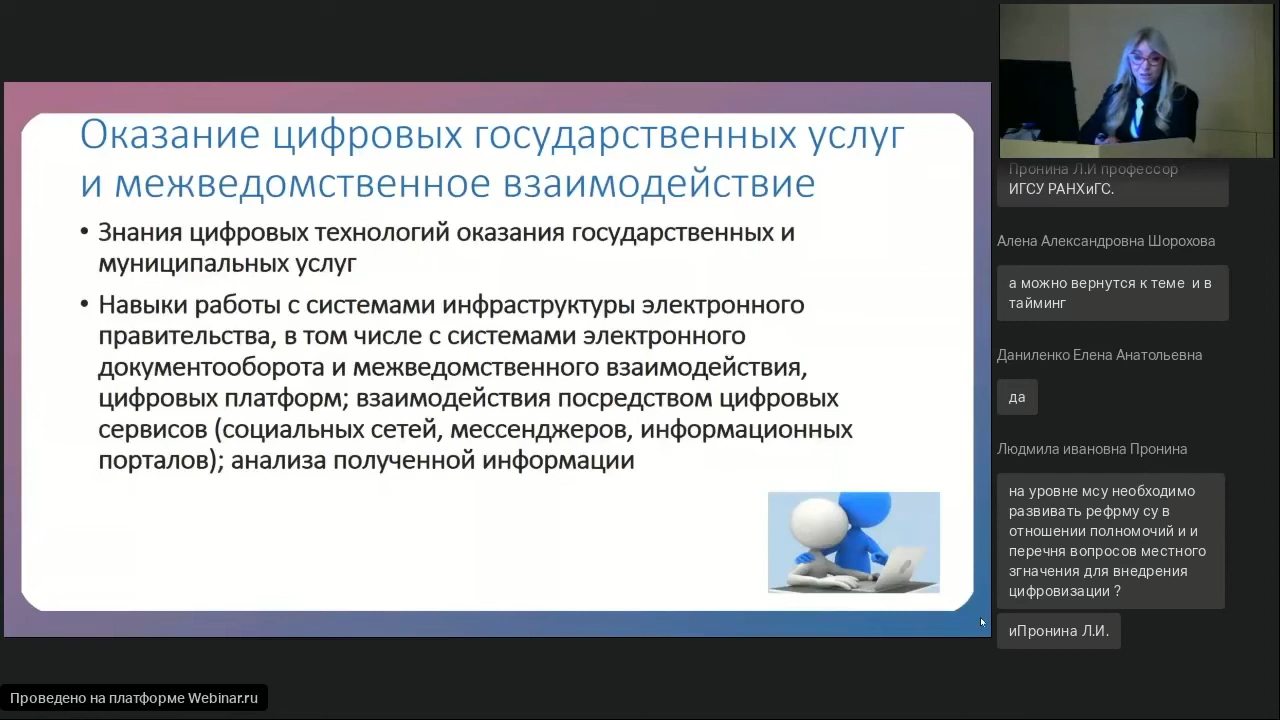 Оказание цифровых государственных услуг
и межведомственное взаимодействие
• Знания цифровых технологий оказания государственных и
муниципальных услуг
• Навыки работы с системами инфраструктуры электронного
правительства, в том числе с системами электронного
документооборота и межведомственного взаимодействия,
цифровых платформ; взаимодействия посредством цифровых
сервисов (социальных сетей, мессенджеров, информационных
порталов); анализа полученной информации
Пронина Л.И профессор
ИГСУ РАНХиГС.
Алена Александровна Шорохова
а можно вернутся к теме и в
тайминг
Даниленко Елена Анатольевна
да
Людмила ивановна Пронина
на уровне мсу необходимо
развивать рефрму су в
отношении полномочий и и
перечня вопросов местного
згначения для внедрения
цифровизации ?
иПронина Л.И.
Проведено на платформе Webinar.ru